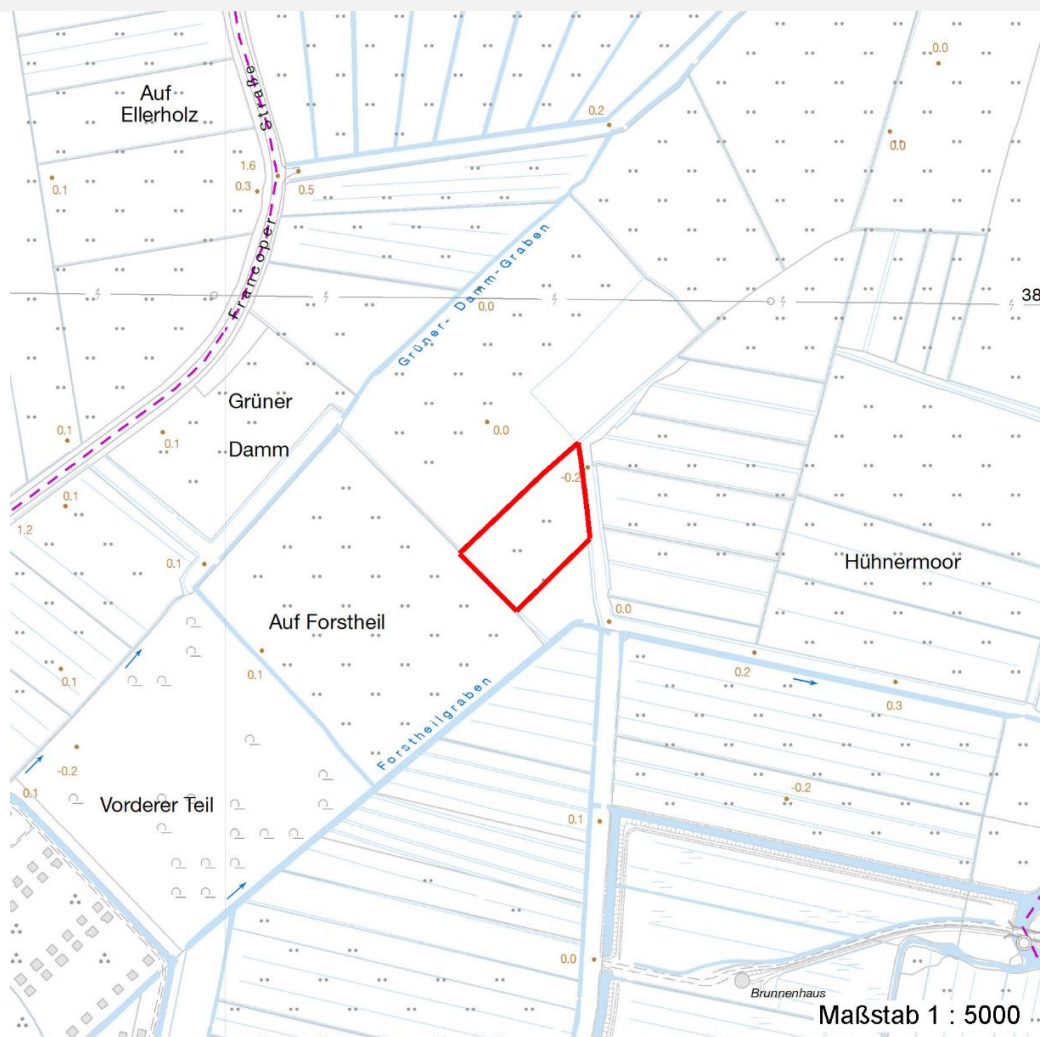 0.0
Auf
Ellerholz
0.2
0.0
1.6
0.1
0.3
0.5
Francoper Straße
Grüner-Damm-Graben
0.0
38
Grüner
0.0
0.1
0.1
Damm
-0.2
0.1
1.2
0.1
Hühnermoor
0.0
Auf Forstheil
0.1
0.2
0.1
0.3
Forstheilgraben
-0.2
0.1
-0.2
Vorderer Teil
0.1
0.0
Brunnenhaus
Maßstab 1 : 5000